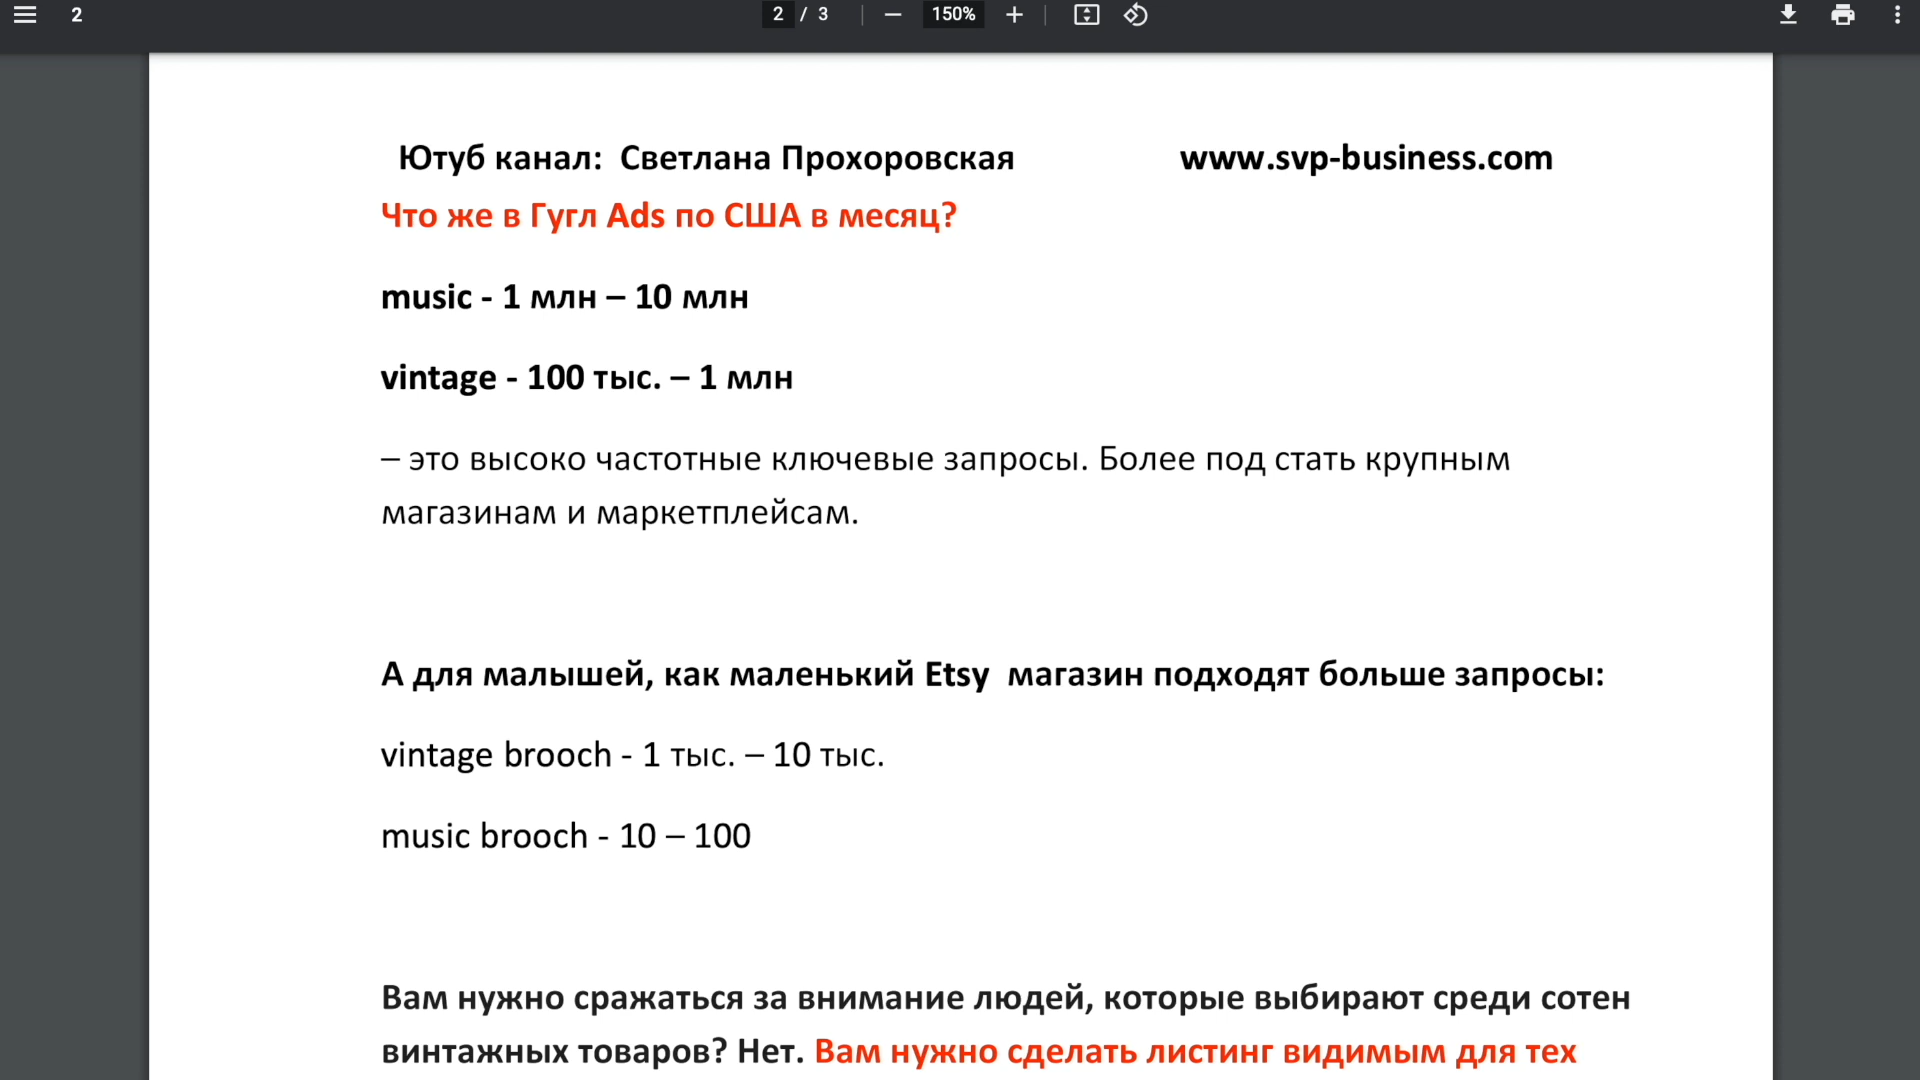 2
2 / 3
150%
Ютуб канал: Светлана Прохоровская www.svp-business.com
Что же в Гугл Ads по США в месяц?
music - 1 млн – 10 млн
vintage - 100 тыс. – 1 млн
– это высоко частотные ключевые запросы. Более под стать крупным
магазинам и маркетплейсам.
А для малышей, как маленький Etsy магазин подходят больше запросы:
vintage brooch - 1 тыс. – 10 тыс.
music brooch - 10 – 100
Вам нужно сражаться за внимание людей, которые выбирают среди сотен
винтажных товаров? Нет. Вам нужно сделать листинг видимым для тех